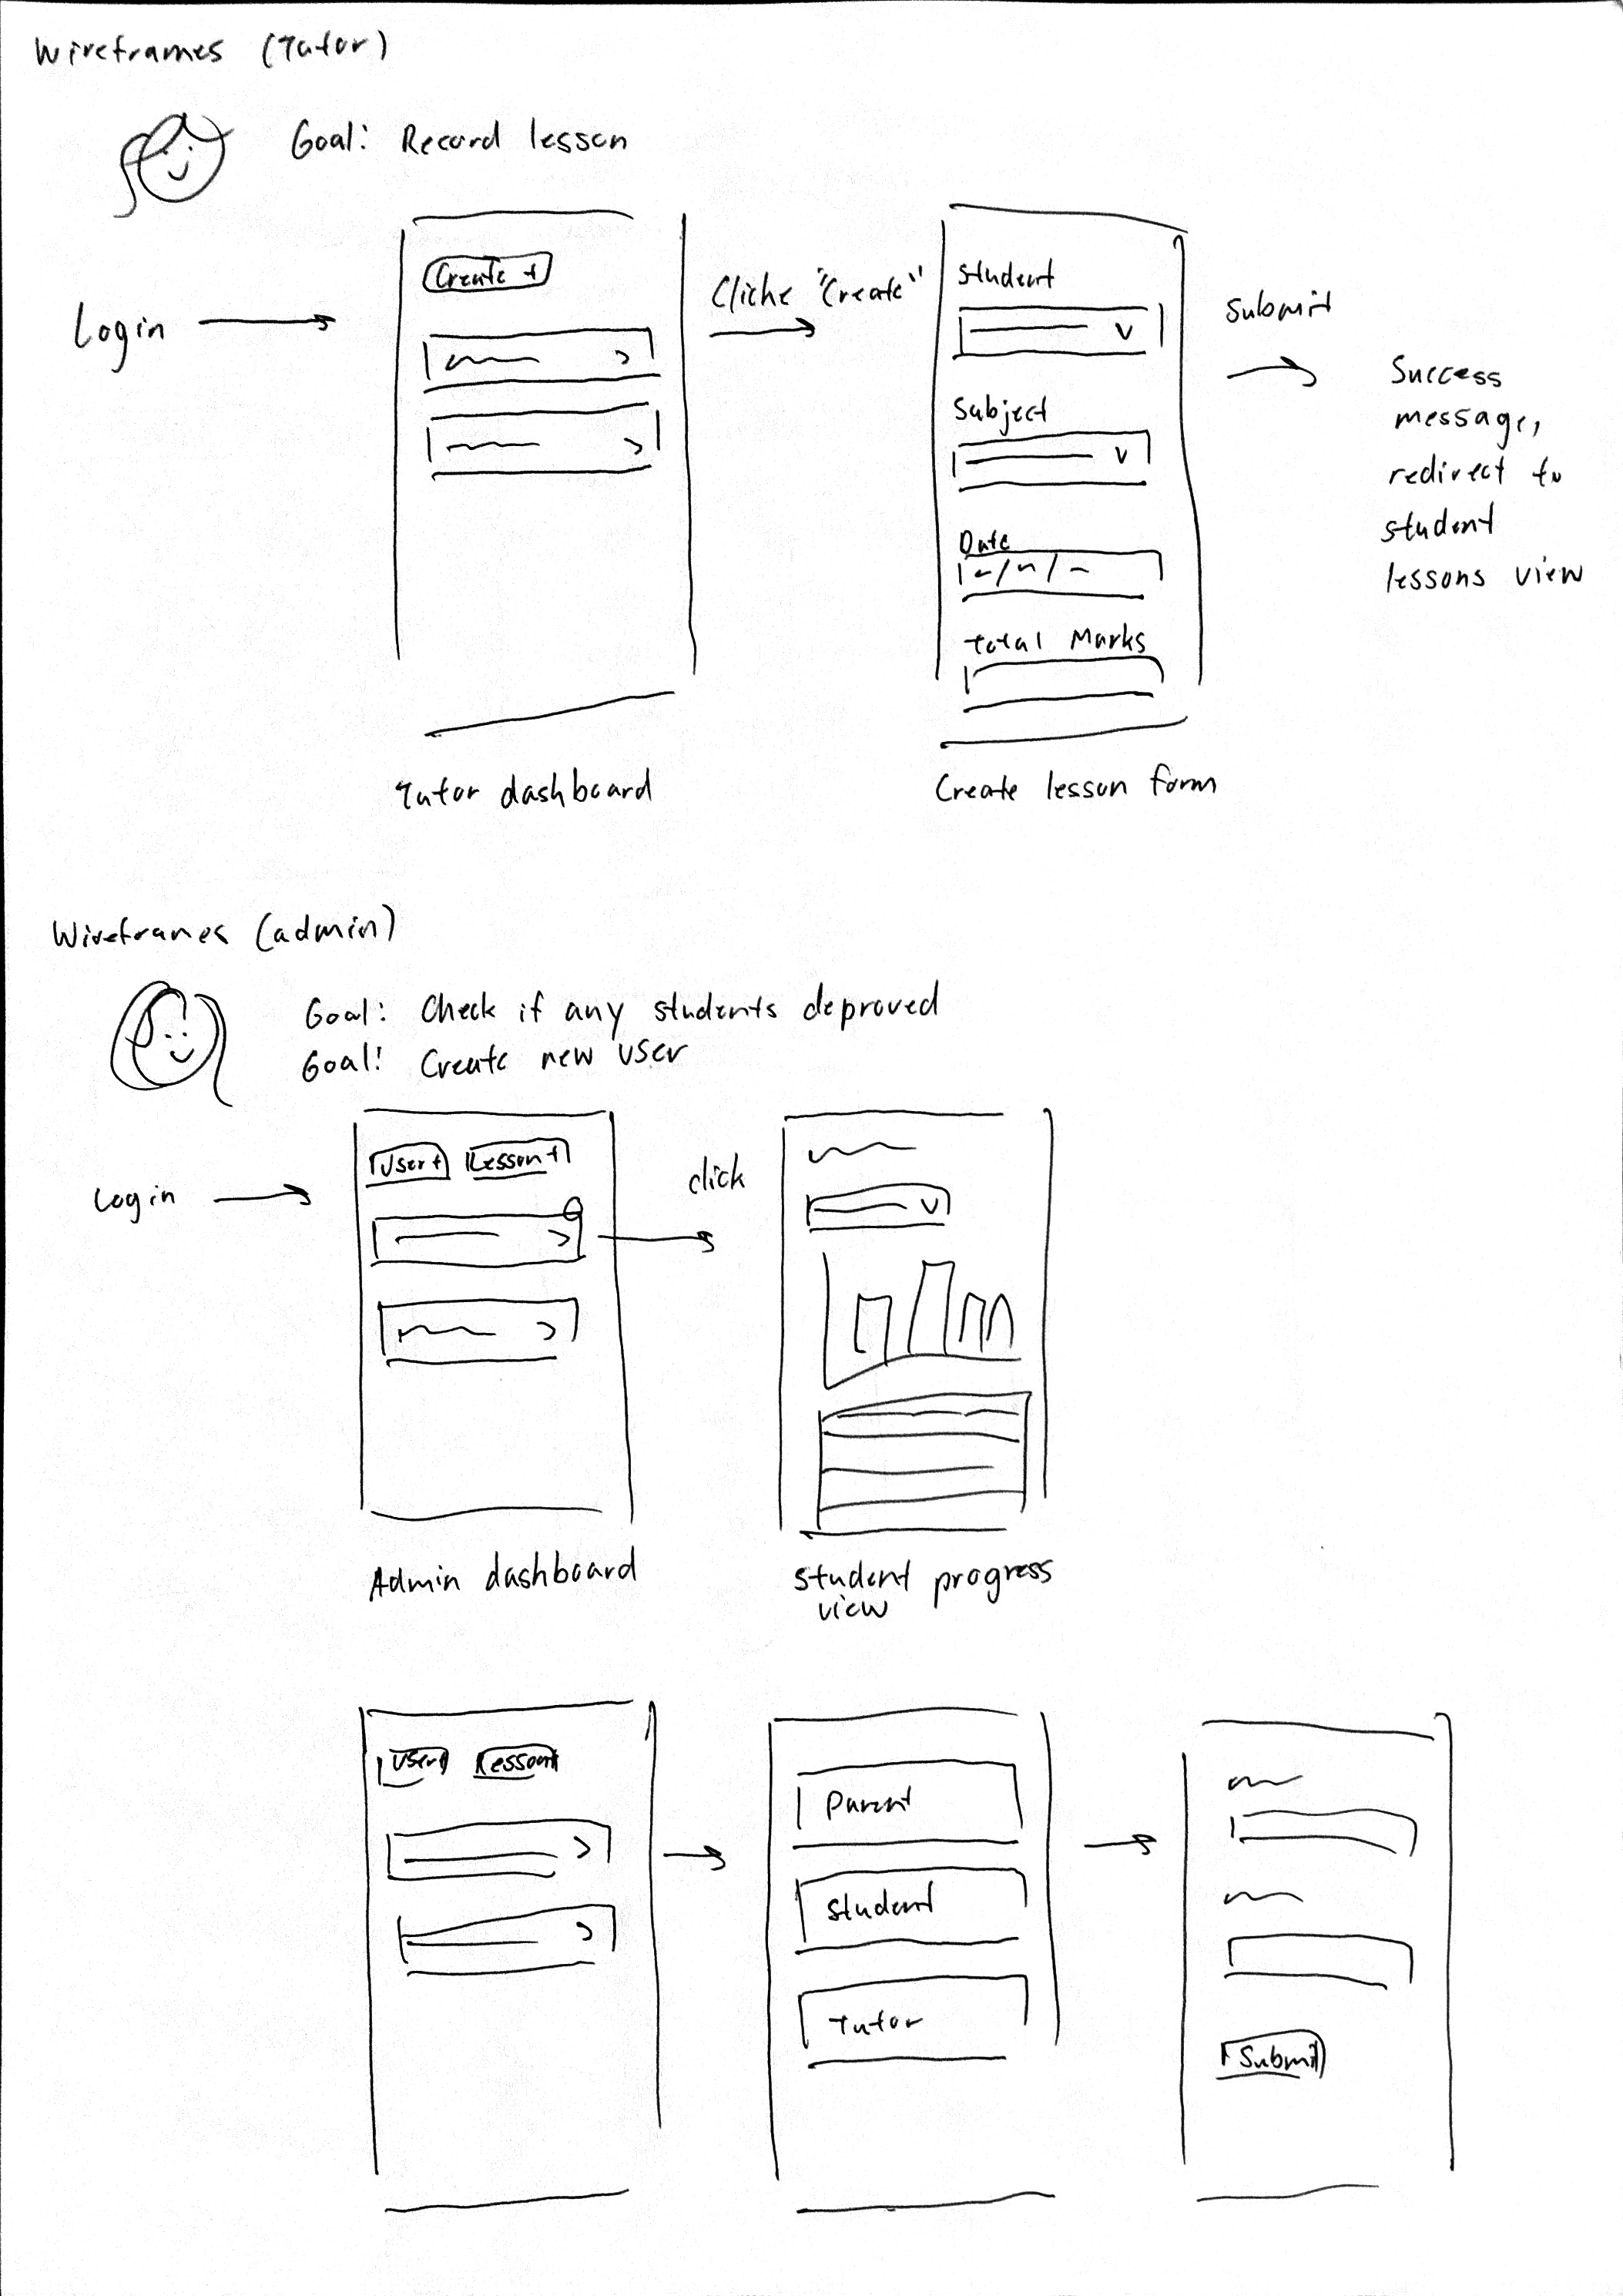 Wireframes (Tutor)
Goal: Record lesson
Login
Create +
Clicks "Create"
Student
Subject
Date
Total Marks
Submit
Success
message,
redirect to
student
lessons view
Tutor dashboard
Create lesson form
Wireframes (admin)
Goal: Check if any students deproved
Goal: Create new user
Login
User +
Lesson +
click
Admin dashboard
Student progress
view
User
Lesson
Parent
Student
Tutor
Submit